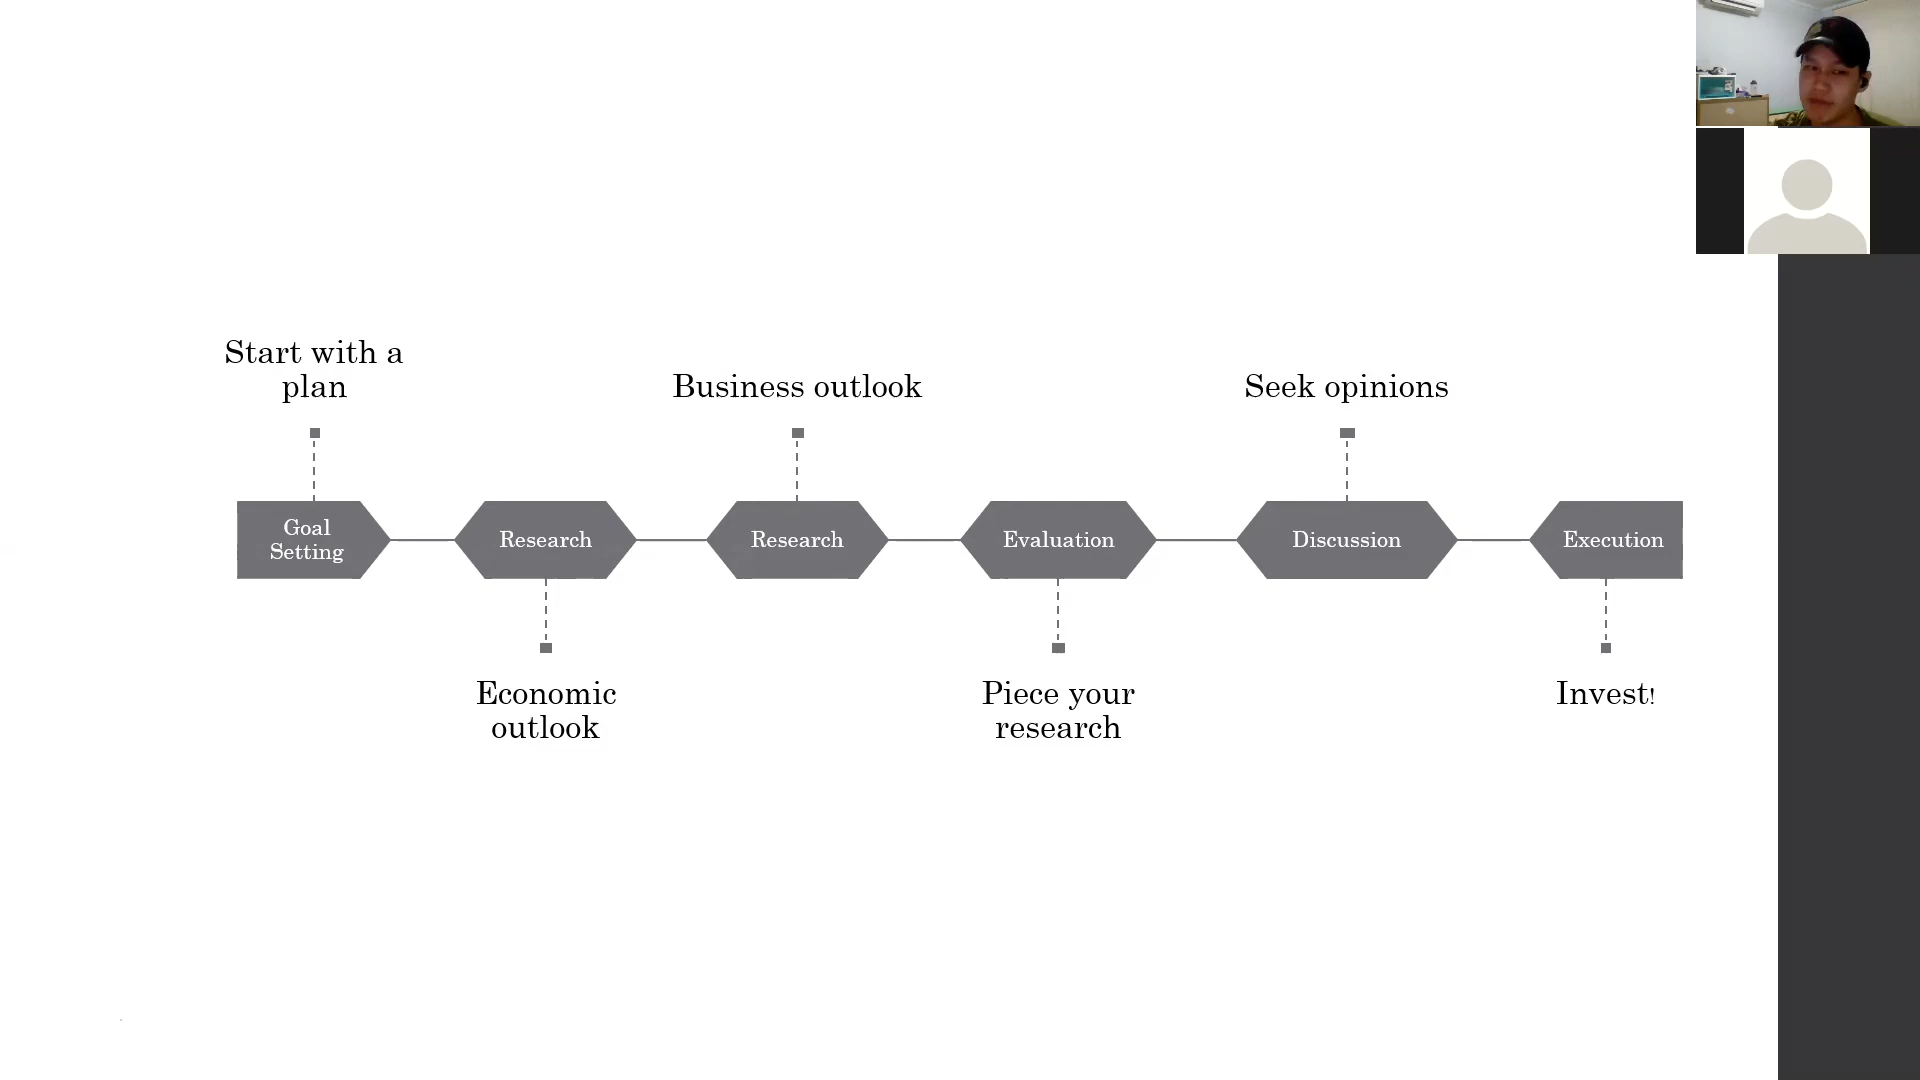 Start with a
plan
Business outlook
Seek opinions
Goal
Setting
Research
Research
Evaluation
Discussion
Execution
Economic
outlook
Piece your
research
Invest!